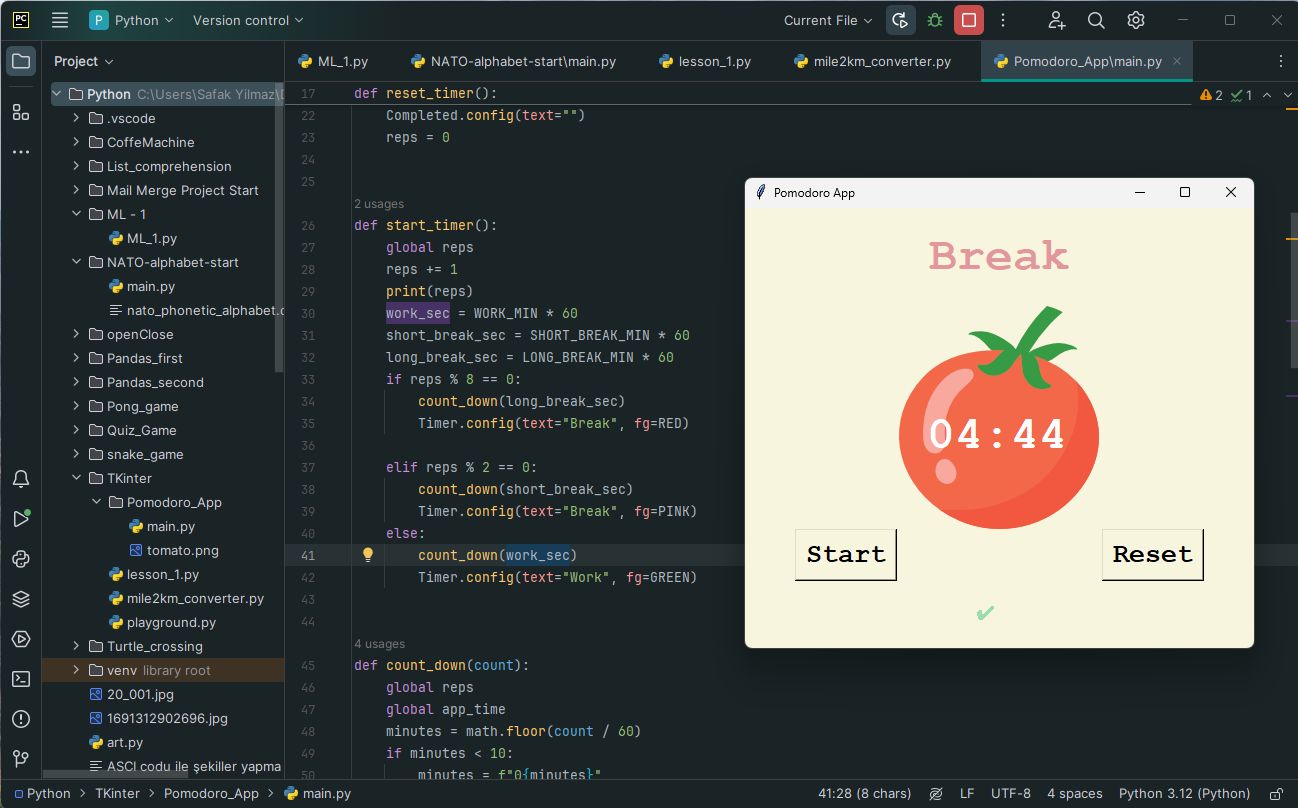 PC
P Python Version control Current File
Project
ML_1.py NATO-alphabet-start\main.py lesson_1.py mile2km_converter.py Pomodoro_App\main.py
Python C:\Users\Safak Yilmaz\
.vscode
CoffeMachine
List_comprehension
Mail Merge Project Start
ML - 1
ML_1.py
NATO-alphabet-start
main.py
nato_phonetic_alphabet.c
openClose
Pandas_first
Pandas_second
Pong_game
Quiz_Game
snake_game
TKinter
Pomodoro_App
main.py
tomato.png
lesson_1.py
mile2km_converter.py
playground.py
Turtle_crossing
venv library root
20_001.jpg
1691312902696.jpg
art.py
ASCI codu ile şekiller yapma
2 1
17 def reset_timer():
22 Completed.config(text="")
23 reps = 0
24
25
2 usages
26 def start_timer():
27 global reps
28 reps += 1
29 print(reps)
30 work_sec = WORK_MIN * 60
31 short_break_sec = SHORT_BREAK_MIN * 60
32 long_break_sec = LONG_BREAK_MIN * 60
33 if reps % 8 == 0:
34 count_down(long_break_sec)
35 Timer.config(text="Break", fg=RED)
36
37 elif reps % 2 == 0:
38 count_down(short_break_sec)
39 Timer.config(text="Break", fg=PINK)
40 else:
41 count_down(work_sec)
42 Timer.config(text="Work", fg=GREEN)
43
44
4 usages
45 def count_down(count):
46 global reps
47 global app_time
48 minutes = math.floor(count / 60)
49 if minutes < 10:
50 minutes = f"0{minutes}"
Pomodoro App
Break
04:44
Start Reset
✔
Python > TKinter > Pomodoro_App > main.py 41:28 (8 chars) LF UTF-8 4 spaces Python 3.12 (Python)